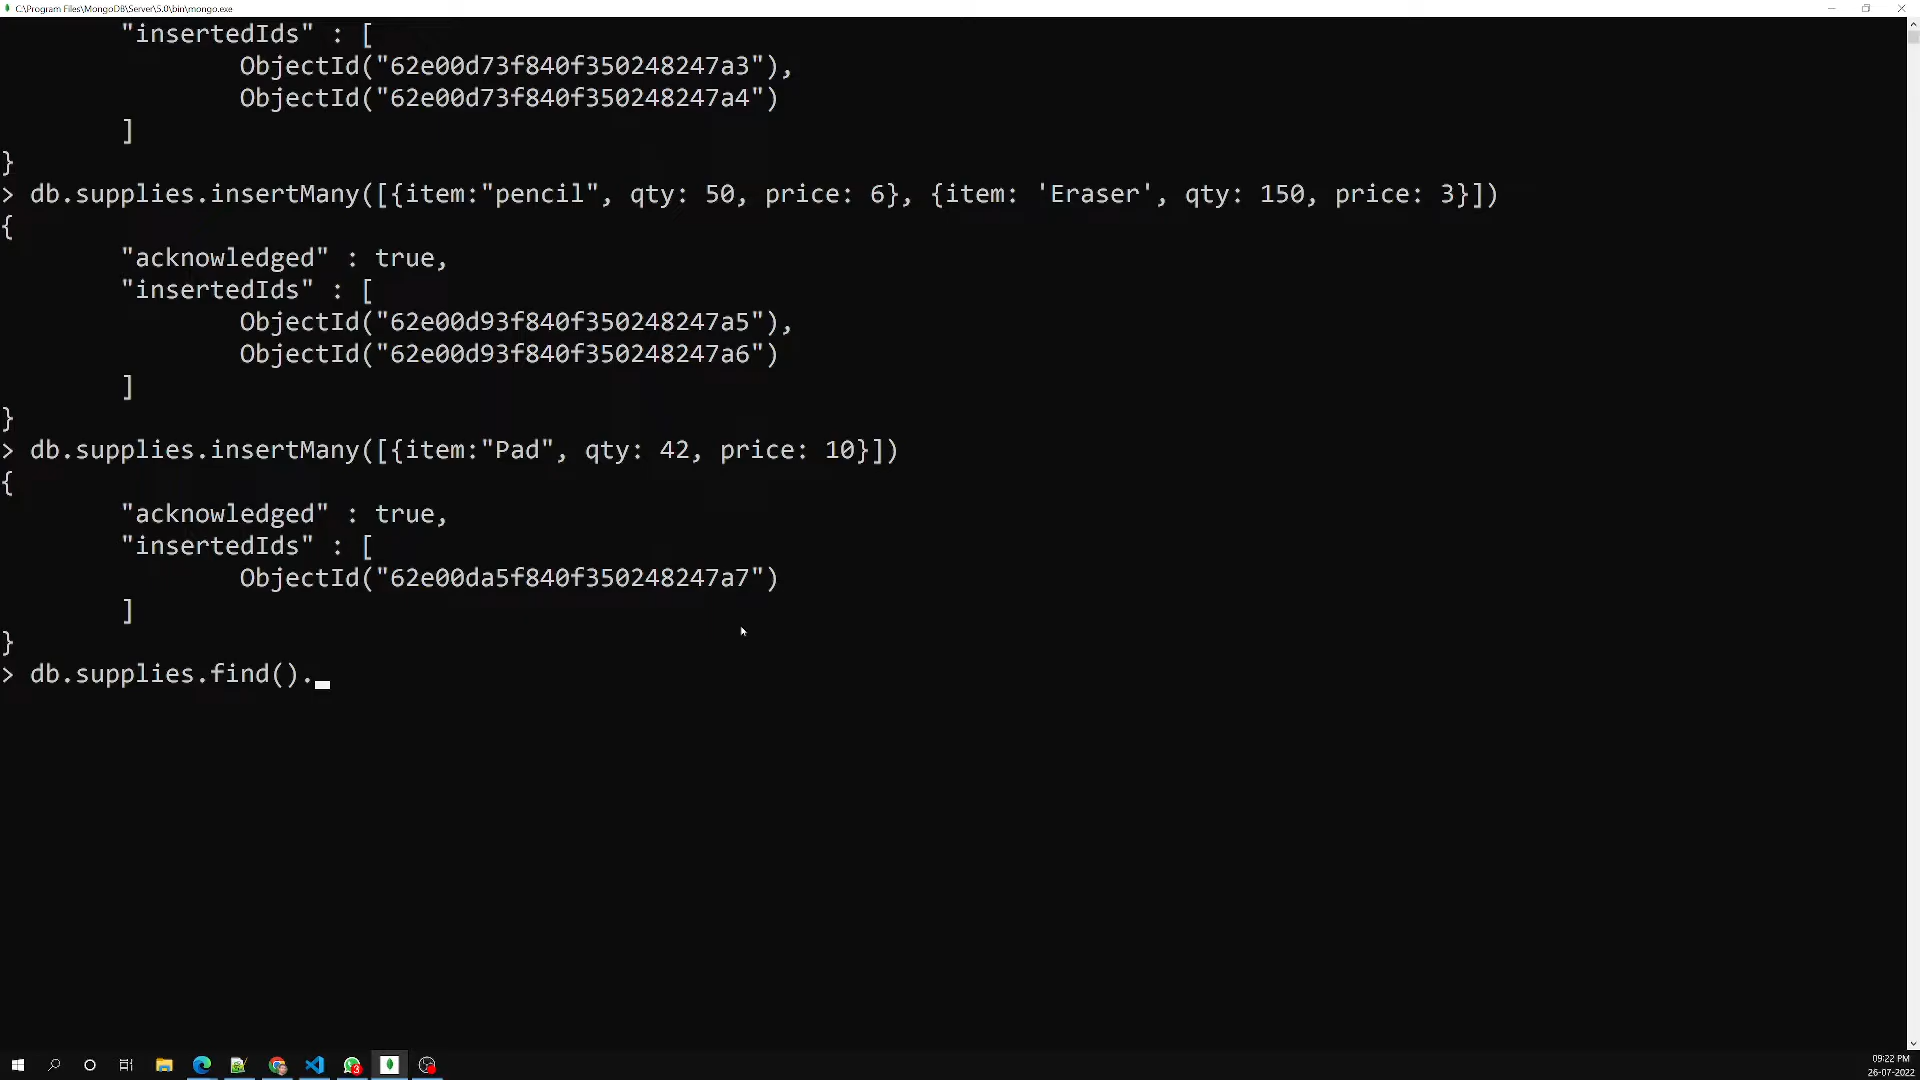 C:\Program Files\MongoDB\Server\5.0\bin\mongo.exe
"insertedIds" : [
ObjectId("62e00d73f840f350248247a3"),
ObjectId("62e00d73f840f350248247a4")
]
}
> db.supplies.insertMany([{item:"pencil", qty: 50, price: 6}, {item: 'Eraser', qty: 150, price: 3}])
{
"acknowledged" : true,
"insertedIds" : [
ObjectId("62e00d93f840f350248247a5"),
ObjectId("62e00d93f840f350248247a6")
]
}
> db.supplies.insertMany([{item:"Pad", qty: 42, price: 10}])
{
"acknowledged" : true,
"insertedIds" : [
ObjectId("62e00da5f840f350248247a7")
]
}
> db.supplies.find()._
3
09:22 PM
26-07-2022